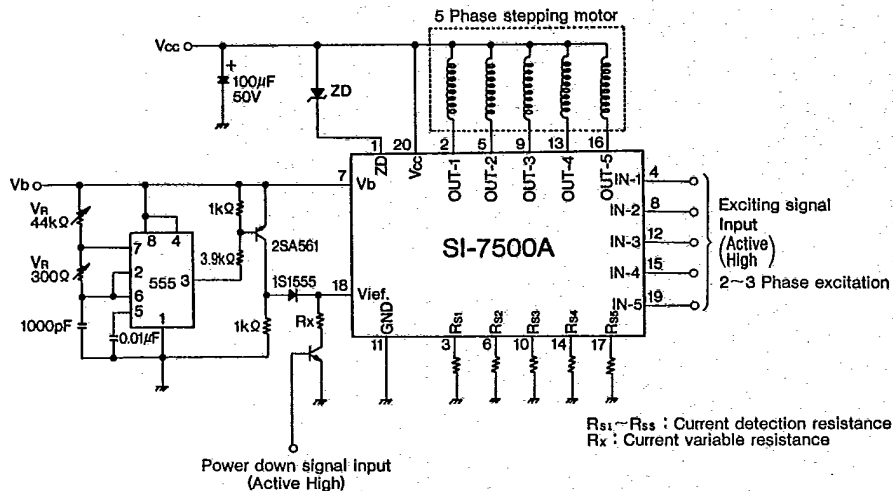 5 Phase stepping motor
Vcc
+
100µF
50V
ZD
1
20
2
5
9
13
16
ZD
Vcc
OUT-1
OUT-2
OUT-3
OUT-4
OUT-5
Vb
7
Vb
IN-1
4
IN-2
8
IN-3
12
IN-4
15
IN-5
19
Exciting signal
Input
(Active
High)
2~3 Phase excitation
SI-7500A
VR
44kΩ
VR
300Ω
1000pF
0.01µF
8
4
7
2
6
5
3
1
555
1kΩ
3.9kΩ
2SA561
1S1555
18
Vief.
1kΩ
Rx
GND
RS1
RS2
RS3
RS4
RS5
11
3
6
10
14
17
RS1~RS5 : Current detection resistance
Rx : Current variable resistance
Power down signal input
(Active High)